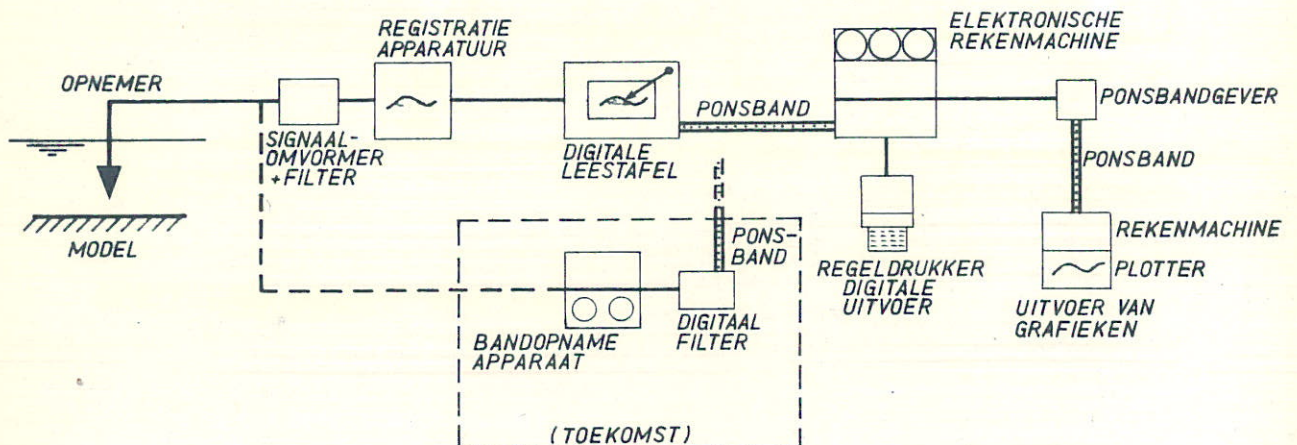 OPNEMER
MODEL
SIGNAAL-
OMVORMER
+FILTER
REGISTRATIE
APPARATUUR
DIGITALE
LEESTAFEL
PONSBAND
ELEKTRONISCHE
REKENMACHINE
PONSBANDGEVER
PONSBAND
REKENMACHINE
PLOTTER
UITVOER VAN
GRAFIEKEN
REGELDRUKKER
DIGITALE
UITVOER
PONS-
BAND
BANDOPNAME
APPARAAT
DIGITAAL
FILTER
(TOEKOMST)